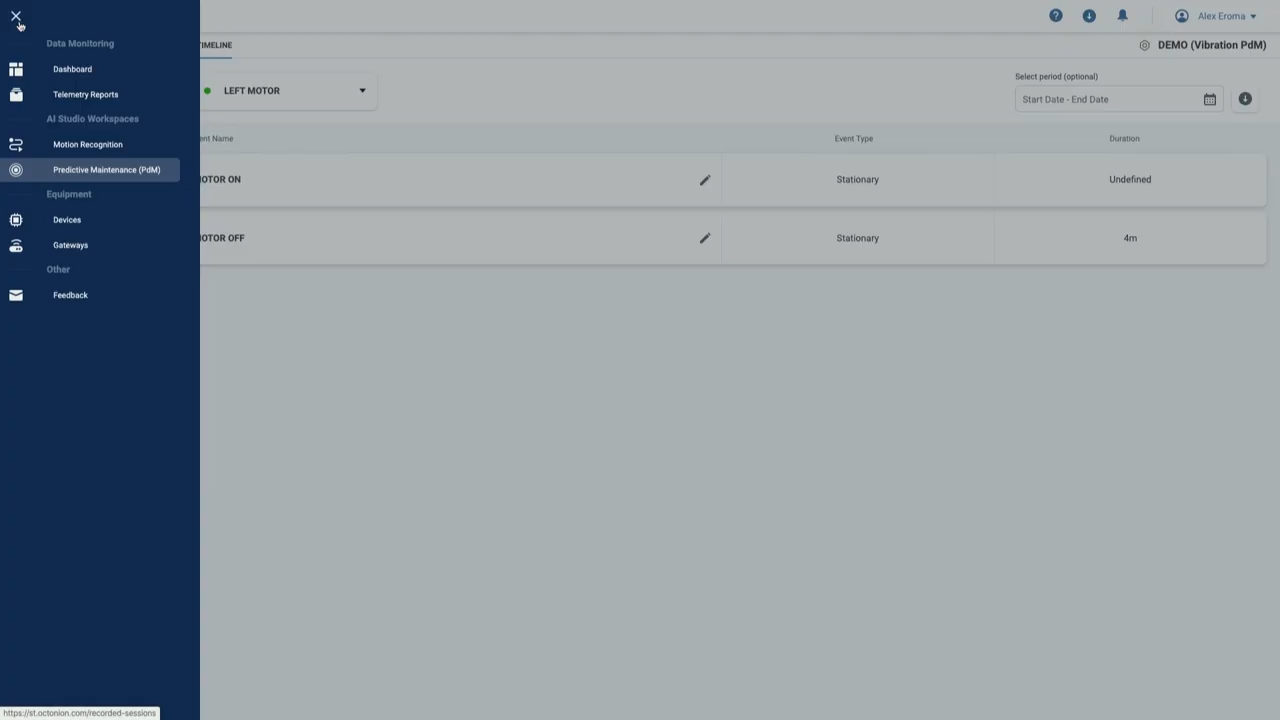 Alex Eroma
Data Monitoring
TIMELINE
DEMO (Vibration PdM)
Dashboard
Select period (optional)
LEFT MOTOR
Telemetry Reports
Start Date - End Date
AI Studio Workspaces
ent Name
Event Type
Duration
Motion Recognition
Predictive Maintenance (PdM)
OTOR ON
Stationary
Undefined
Equipment
Devices
OTOR OFF
Stationary
4m
Gateways
Other
Feedback
https://st.octonion.com/recorded-sessions